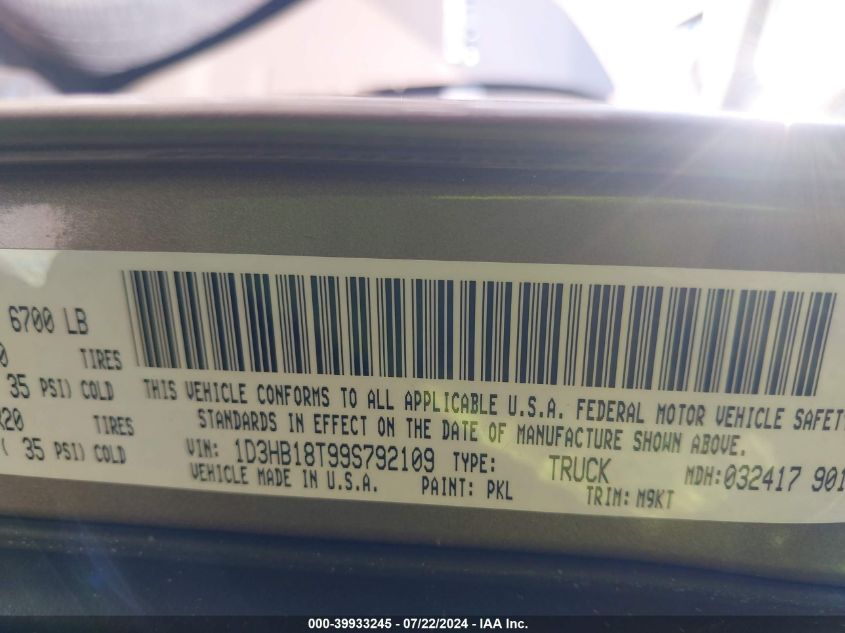 6700 LB
0 TIRES
35 PSI) COLD
R20 TIRES
( 35 PSI) COLD
THIS VEHICLE CONFORMS TO ALL APPLICABLE U.S.A. FEDERAL MOTOR VEHICLE SAFET
STANDARDS IN EFFECT ON THE DATE OF MANUFACTURE SHOWN ABOVE.
VIN: 1D3HB18T99S792109 TYPE: TRUCK MDH: 032417 901
VEHICLE MADE IN U.S.A. PAINT: PKL TRIM: M9KT
000-39933245 - 07/22/2024 - IAA Inc.